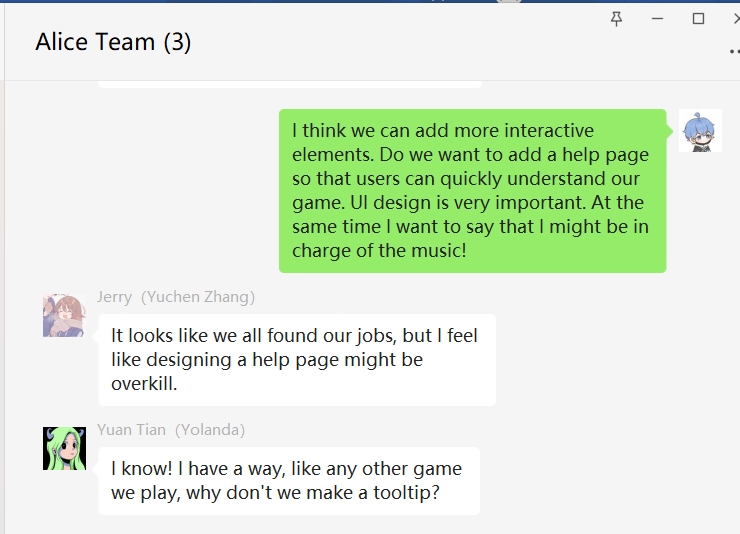 Alice Team (3)
I think we can add more interactive
elements. Do we want to add a help page
so that users can quickly understand our
game. UI design is very important. At the
same time I want to say that I might be in
charge of the music!
Jerry (Yuchen Zhang)
It looks like we all found our jobs, but I feel
like designing a help page might be
overkill.
Yuan Tian (Yolanda)
I know! I have a way, like any other game
we play, why don't we make a tooltip?